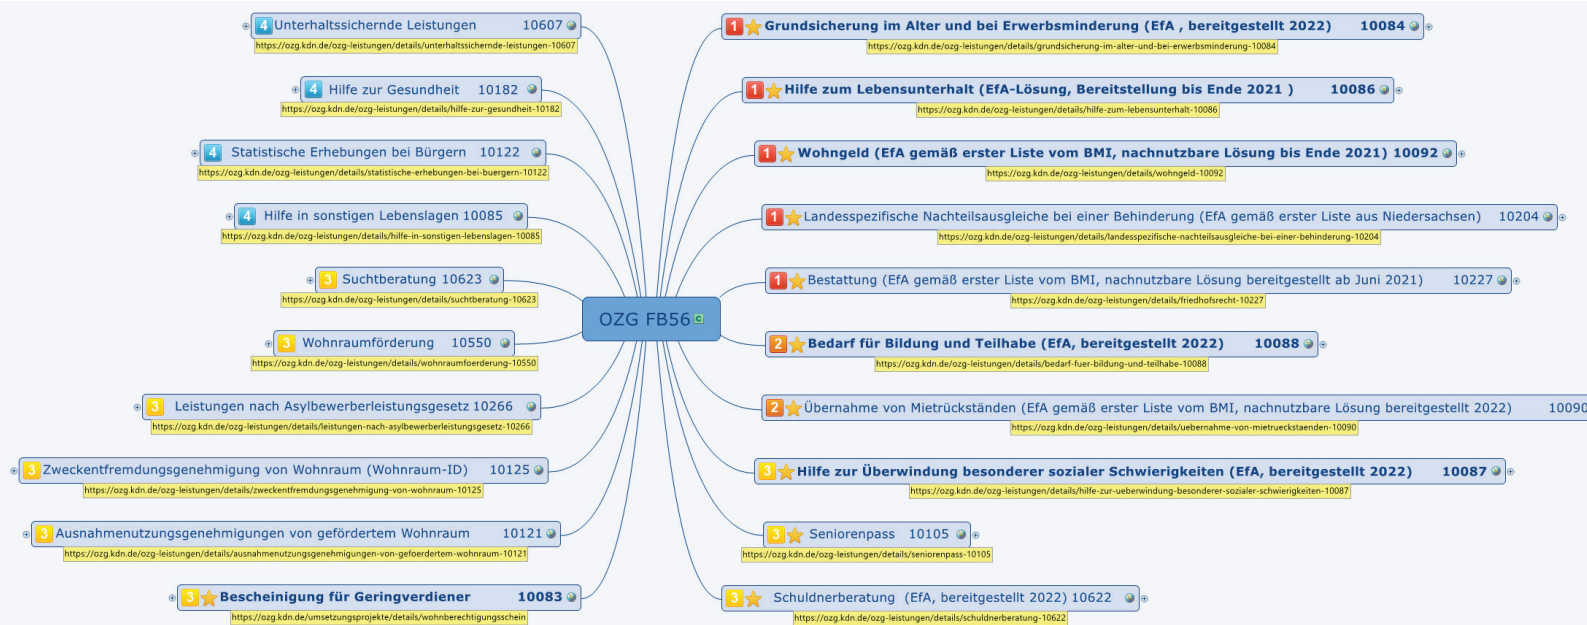 4 Unterhaltssichernde Leistungen 10607
https://ozg.kdn.de/ozg-leistungen/details/unterhaltssichernde-leistungen-10607
4 Hilfe zur Gesundheit 10182
https://ozg.kdn.de/ozg-leistungen/details/hilfe-zur-gesundheit-10182
4 Statistische Erhebungen bei Bürgern 10122
https://ozg.kdn.de/ozg-leistungen/details/statistische-erhebungen-bei-buergern-10122
4 Hilfe in sonstigen Lebenslagen 10085
https://ozg.kdn.de/ozg-leistungen/details/hilfe-in-sonstigen-lebenslagen-10085
3 Suchtberatung 10623
https://ozg.kdn.de/ozg-leistungen/details/suchtberatung-10623
3 Wohnraumförderung 10550
https://ozg.kdn.de/ozg-leistungen/details/wohnraumfoerderung-10550
3 Leistungen nach Asylbewerberleistungsgesetz 10266
https://ozg.kdn.de/ozg-leistungen/details/leistungen-nach-asylbewerberleistungsgesetz-10266
3 Zweckentfremdungsgenehmigung von Wohnraum (Wohnraum-ID) 10125
https://ozg.kdn.de/ozg-leistungen/details/zweckentfremdungsgenehmigung-von-wohnraum-10125
3 Ausnahmenutzungsgenehmigungen von gefördertem Wohnraum 10121
https://ozg.kdn.de/ozg-leistungen/details/ausnahmenutzungsgenehmigungen-von-gefoerdertem-wohnraum-10121
3 Bescheinigung für Geringverdiener 10083
https://ozg.kdn.de/umsetzungsprojekte/details/wohnberechtigungsschein
OZG FB56
1 Grundsicherung im Alter und bei Erwerbsminderung (EfA , bereitgestellt 2022) 10084
https://ozg.kdn.de/ozg-leistungen/details/grundsicherung-im-alter-und-bei-erwerbsminderung-10084
1 Hilfe zum Lebensunterhalt (EfA-Lösung, Bereitstellung bis Ende 2021 ) 10086
https://ozg.kdn.de/ozg-leistungen/details/hilfe-zum-lebensunterhalt-10086
1 Wohngeld (EfA gemäß erster Liste vom BMI, nachnutzbare Lösung bis Ende 2021) 10092
https://ozg.kdn.de/ozg-leistungen/details/wohngeld-10092
1 Landesspezifische Nachteilsausgleiche bei einer Behinderung (EfA gemäß erster Liste aus Niedersachsen) 10204
https://ozg.kdn.de/ozg-leistungen/details/landesspezifische-nachteilsausgleiche-bei-einer-behinderung-10204
1 Bestattung (EfA gemäß erster Liste vom BMI, nachnutzbare Lösung bereitgestellt ab Juni 2021) 10227
https://ozg.kdn.de/ozg-leistungen/details/friedhofsrecht-10227
2 Bedarf für Bildung und Teilhabe (EfA, bereitgestellt 2022) 10088
https://ozg.kdn.de/ozg-leistungen/details/bedarf-fuer-bildung-und-teilhabe-10088
2 Übernahme von Mietrückständen (EfA gemäß erster Liste vom BMI, nachnutzbare Lösung bereitgestellt 2022) 10090
https://ozg.kdn.de/ozg-leistungen/details/uebernahme-von-mietrueckstaenden-10090
3 Hilfe zur Überwindung besonderer sozialer Schwierigkeiten (EfA, bereitgestellt 2022) 10087
https://ozg.kdn.de/ozg-leistungen/details/hilfe-zur-ueberwindung-besonderer-sozialer-schwierigkeiten-10087
3 Seniorenpass 10105
https://ozg.kdn.de/ozg-leistungen/details/seniorenpass-10105
3 Schuldnerberatung (EfA, bereitgestellt 2022) 10622
https://ozg.kdn.de/ozg-leistungen/details/schuldnerberatung-10622